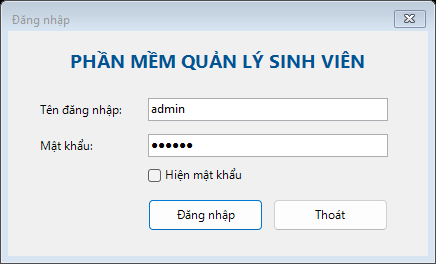 Đăng nhập
PHẦN MỀM QUẢN LÝ SINH VIÊN
Tên đăng nhập: admin
Mật khẩu: ●●●●●●
Hiện mật khẩu
Đăng nhập Thoát